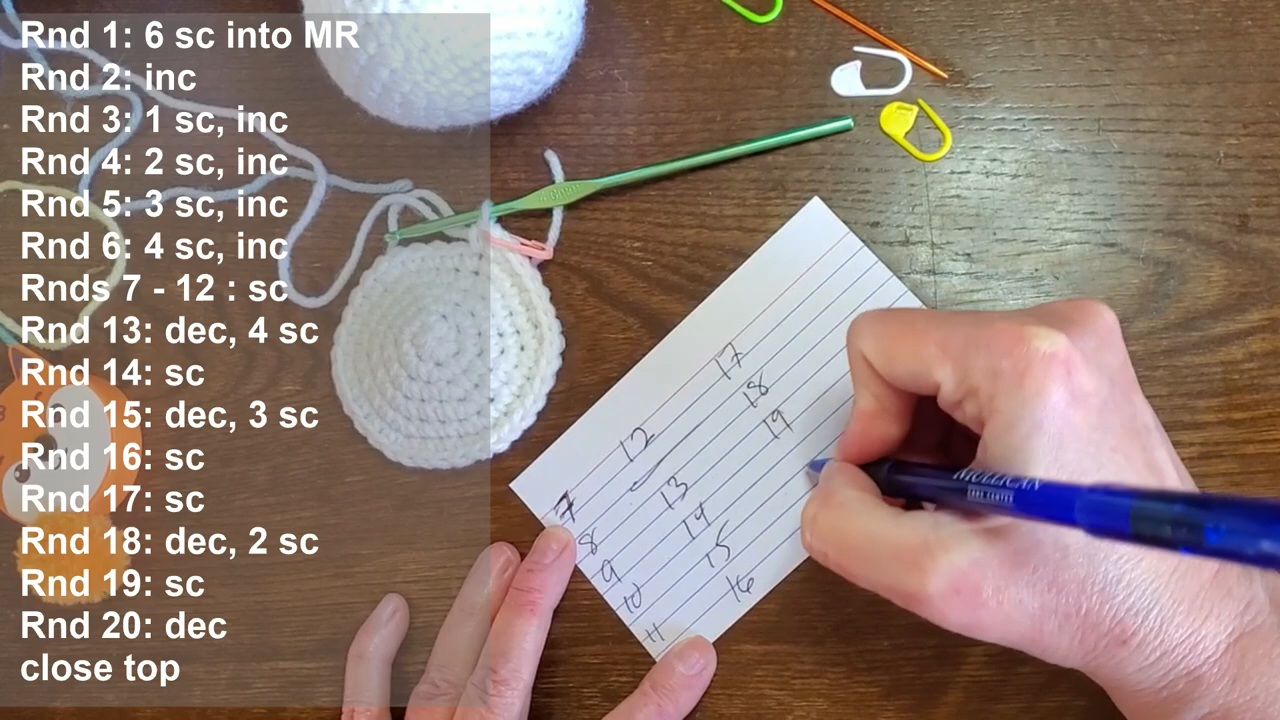 Rnd 1: 6 sc into MR
Rnd 2: inc
Rnd 3: 1 sc, inc
Rnd 4: 2 sc, inc
Rnd 5: 3 sc, inc
Rnd 6: 4 sc, inc
Rnds 7 - 12 : sc
Rnd 13: dec, 4 sc
Rnd 14: sc
Rnd 15: dec, 3 sc
Rnd 16: sc
Rnd 17: sc
Rnd 18: dec, 2 sc
Rnd 19: sc
Rnd 20: dec
close top
7
8
9
10
11
12
13
14
15
16
17
18
19
MULLICAN
CARE CENTER